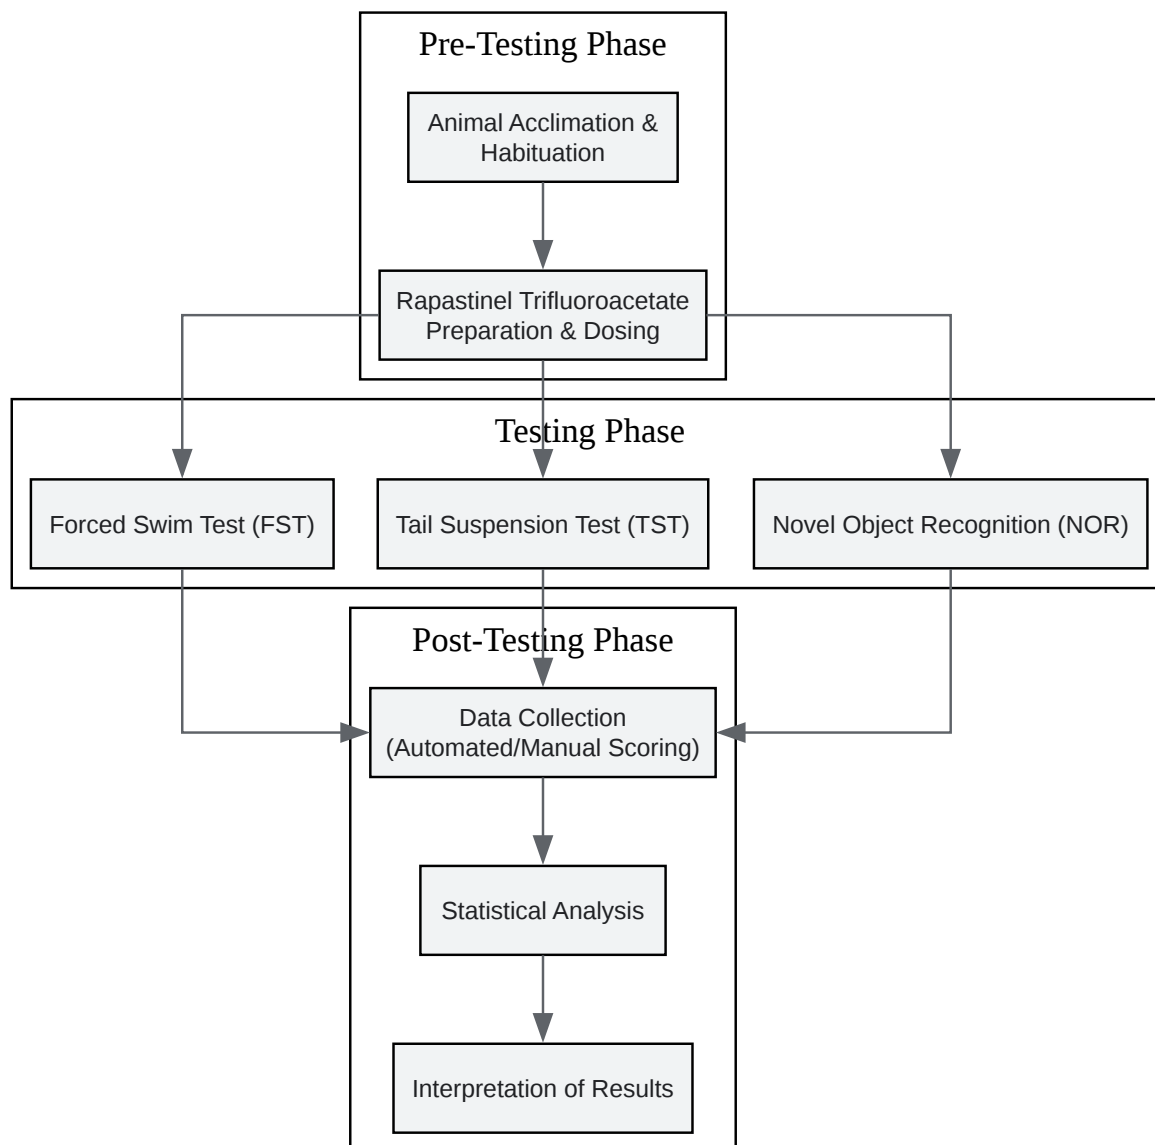 Pre-Testing Phase
Animal Acclimation &
Habituation
Rapastinel Trifluoroacetate
Preparation & Dosing
Testing Phase
Forced Swim Test (FST)
Tail Suspension Test (TST)
Novel Object Recognition (NOR)
Post-Testing Phase
Data Collection
(Automated/Manual Scoring)
Statistical Analysis
Interpretation of Results